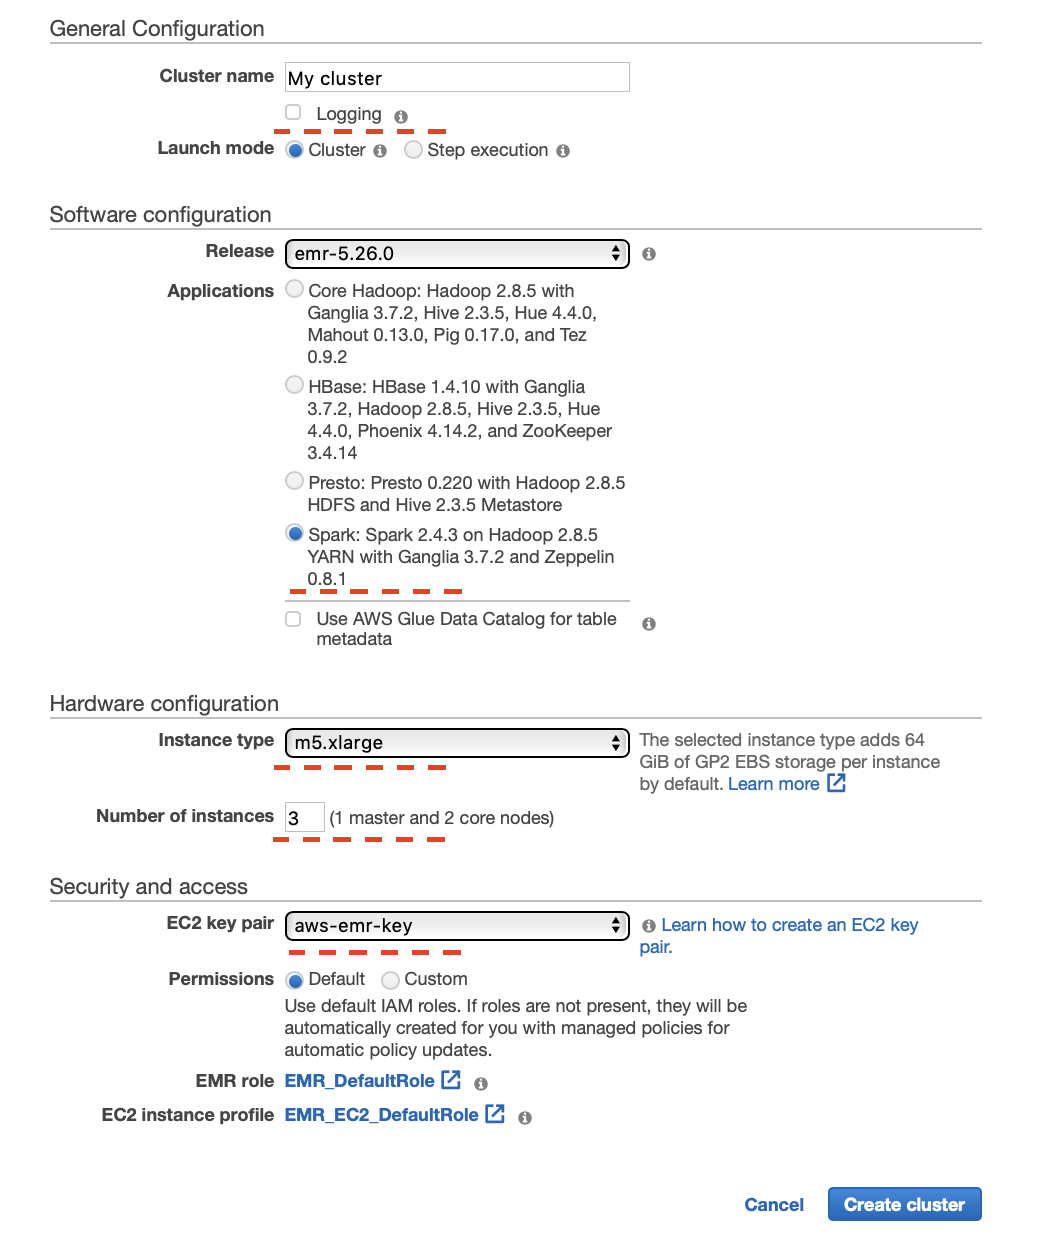 General Configuration
Cluster name My cluster
Logging
Launch mode Cluster Step execution
Software configuration
Release emr-5.26.0
Applications Core Hadoop: Hadoop 2.8.5 with
Ganglia 3.7.2, Hive 2.3.5, Hue 4.4.0,
Mahout 0.13.0, Pig 0.17.0, and Tez
0.9.2
HBase: HBase 1.4.10 with Ganglia
3.7.2, Hadoop 2.8.5, Hive 2.3.5, Hue
4.4.0, Phoenix 4.14.2, and ZooKeeper
3.4.14
Presto: Presto 0.220 with Hadoop 2.8.5
HDFS and Hive 2.3.5 Metastore
Spark: Spark 2.4.3 on Hadoop 2.8.5
YARN with Ganglia 3.7.2 and Zeppelin
0.8.1
Use AWS Glue Data Catalog for table
metadata
Hardware configuration
Instance type m5.xlarge
The selected instance type adds 64
GiB of GP2 EBS storage per instance
by default. Learn more
Number of instances 3 (1 master and 2 core nodes)
Security and access
EC2 key pair aws-emr-key
Learn how to create an EC2 key
pair.
Permissions Default Custom
Use default IAM roles. If roles are not present, they will be
automatically created for you with managed policies for
automatic policy updates.
EMR role EMR_DefaultRole
EC2 instance profile EMR_EC2_DefaultRole
Cancel Create cluster